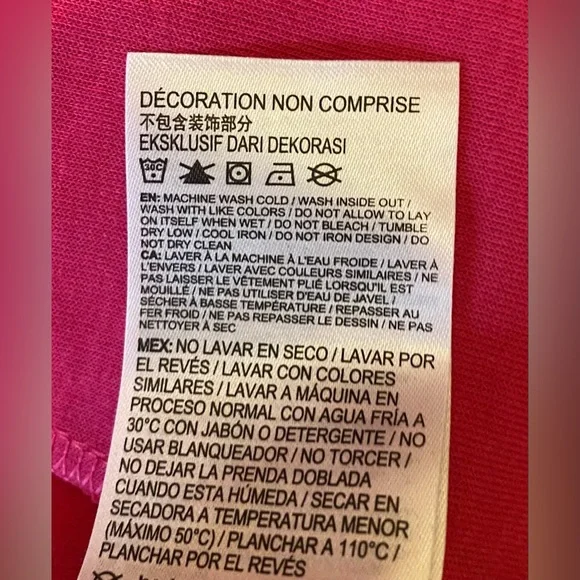 DÉCORATION NON COMPRISE
不包含装饰部分
EKSKLUSIF DARI DEKORASI
30C
EN: MACHINE WASH COLD / WASH INSIDE OUT /
WASH WITH LIKE COLORS / DO NOT ALLOW TO LAY
ON ITSELF WHEN WET / DO NOT BLEACH / TUMBLE
DRY LOW / COOL IRON / DO NOT IRON DESIGN / DO
NOT DRY CLEAN
CA: LAVER À LA MACHINE À L'EAU FROIDE / LAVER À
L'ENVERS / LAVER AVEC COULEURS SIMILAIRES / NE
PAS LAISSER LE VÊTEMENT PLIÉ LORSQU'IL EST
MOUILLÉ / NE PAS UTILISER D'EAU DE JAVEL /
SÉCHER À BASSE TEMPÉRATURE / REPASSER AU
FER FROID / NE PAS REPASSER LE DESSIN / NE PAS
NETTOYER À SEC
MEX: NO LAVAR EN SECO / LAVAR POR
EL REVÉS / LAVAR CON COLORES
SIMILARES / LAVAR A MÁQUINA EN
PROCESO NORMAL CON AGUA FRÍA A
30°C CON JABÓN O DETERGENTE / NO
USAR BLANQUEADOR / NO TORCER /
NO DEJAR LA PRENDA DOBLADA
CUANDO ESTA HÚMEDA / SECAR EN
SECADORA A TEMPERATURA MENOR
(MÁXIMO 50°C) / PLANCHAR A 110°C /
PLANCHAR POR EL REVÉS